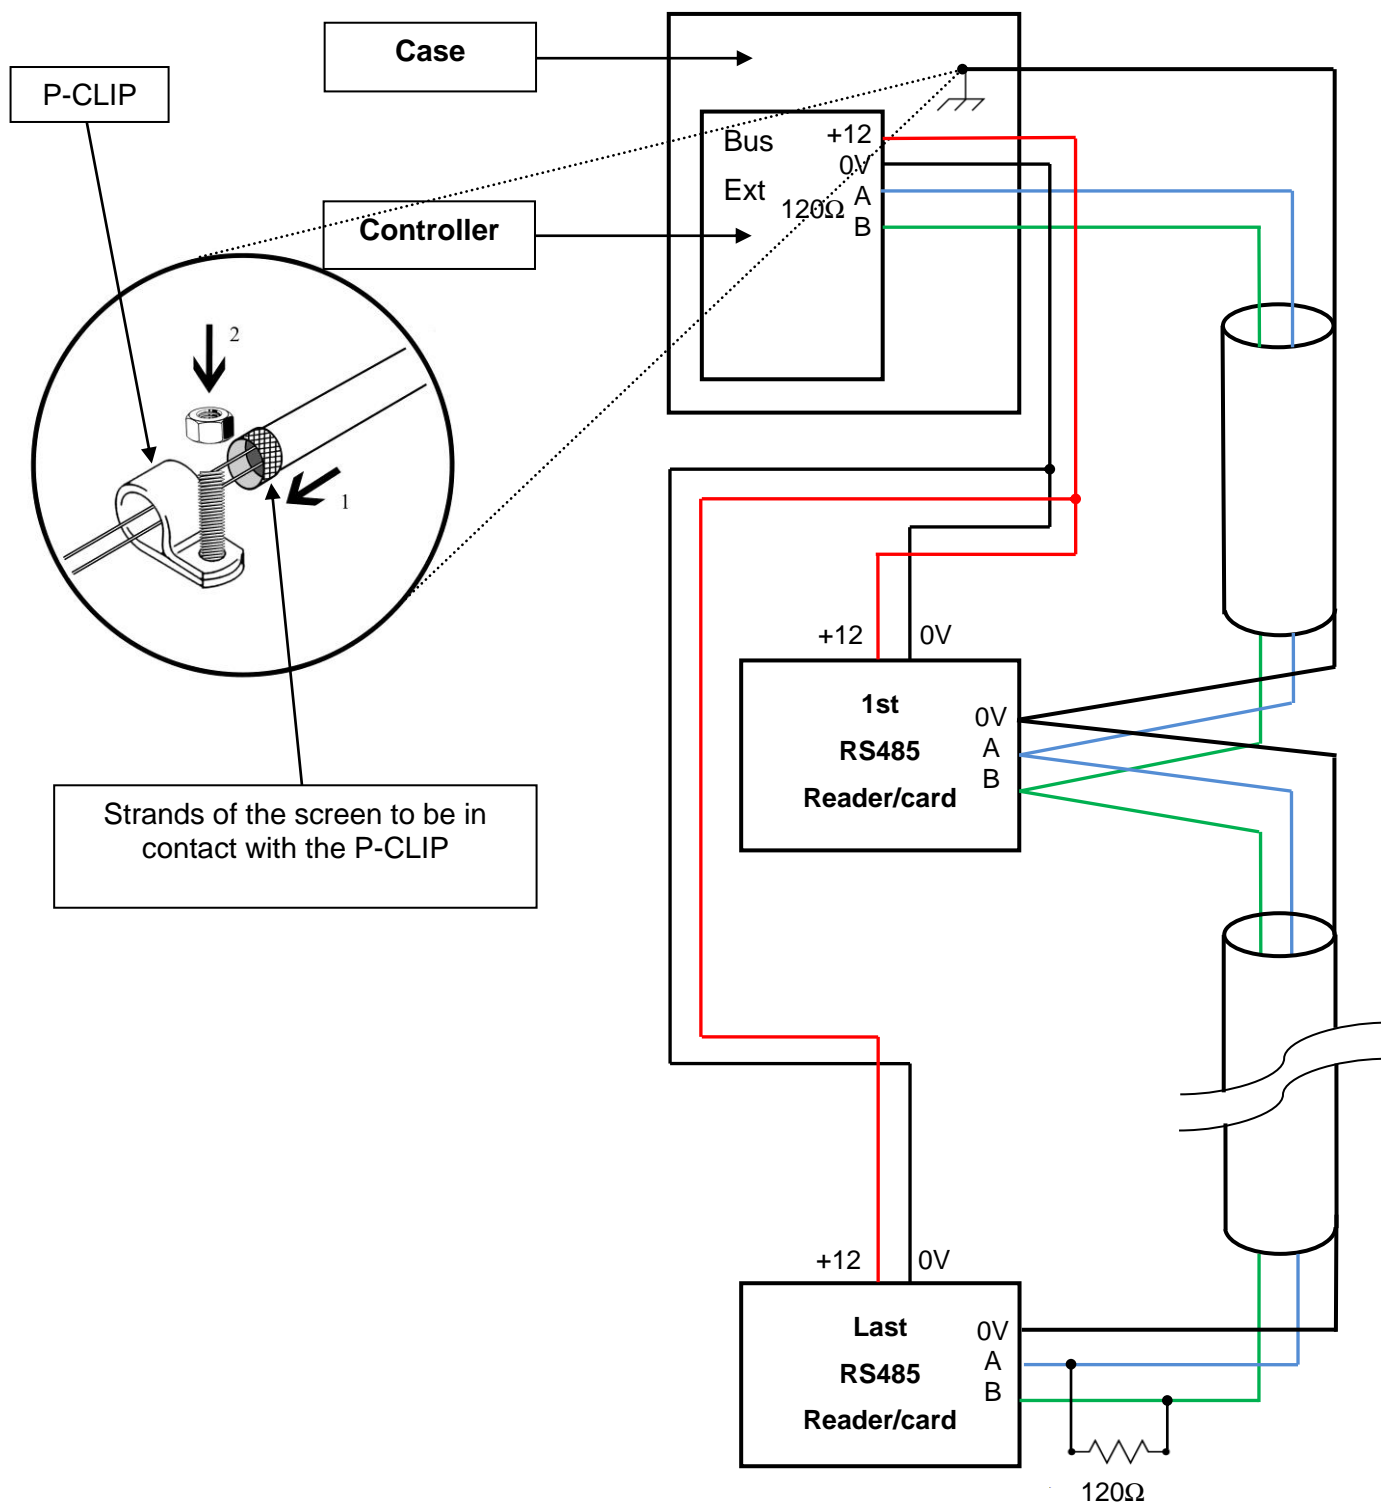 Case
P-CLIP
Bus
+12
0V
Ext
A
120Ω
B
Controller
2
1
+12
0V
1st
0V
RS485
A
B
Reader/card
Strands of the screen to be in
contact with the P-CLIP
+12
0V
Last
0V
RS485
A
B
Reader/card
120Ω